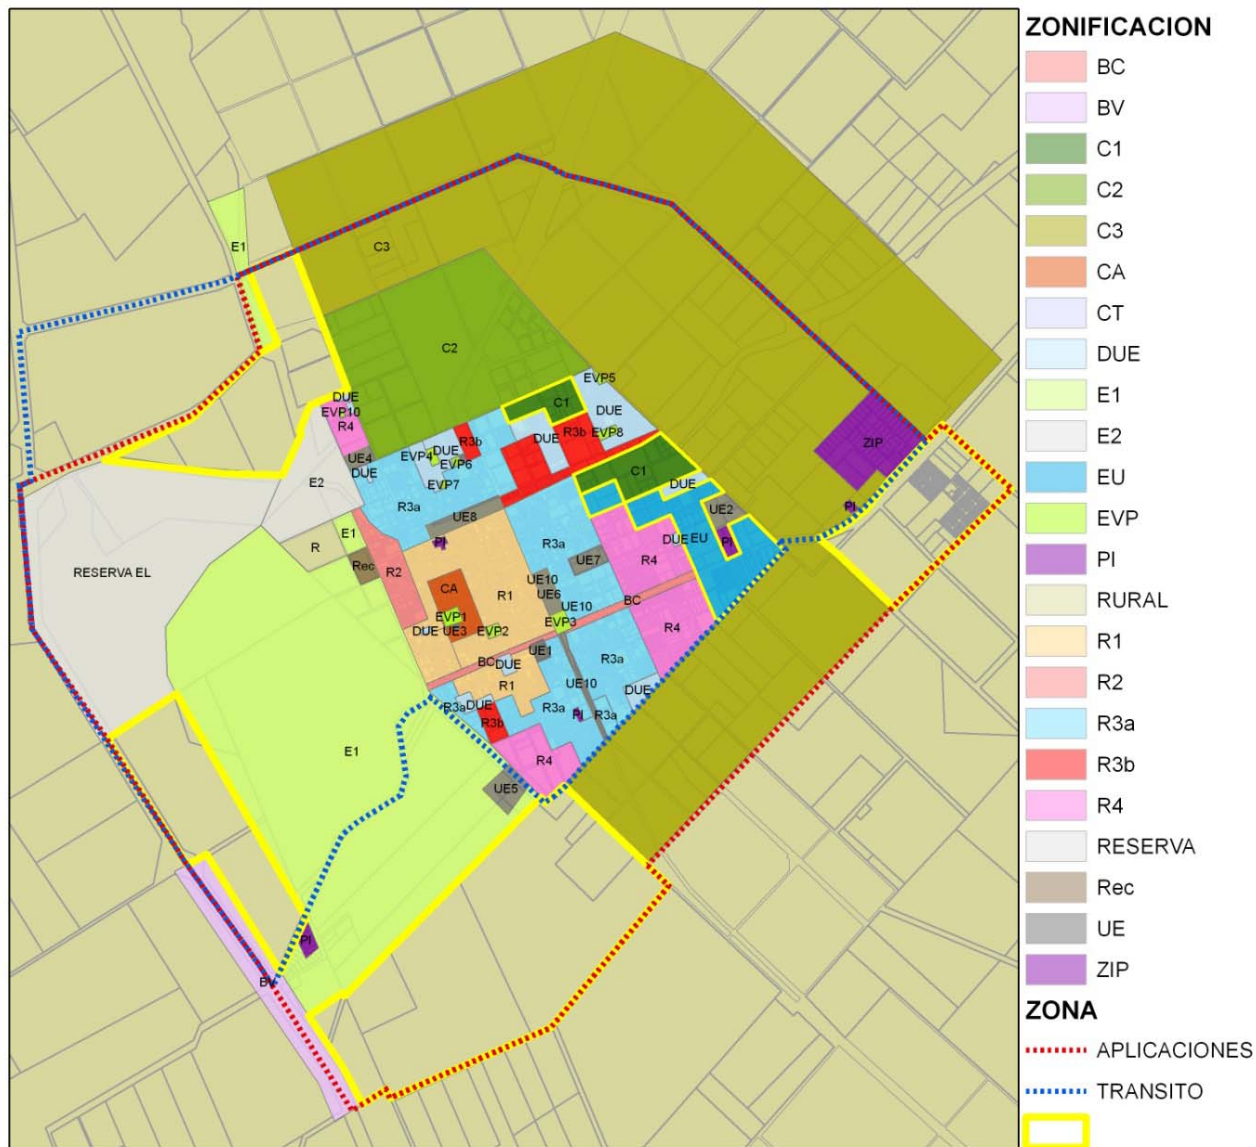 ZONIFICACION
BC
BV
C1
C2
C3
CA
CT
DUE
E1
E2
EU
EVP
PI
RURAL
R1
R2
R3a
R3b
R4
RESERVA
Rec
UE
ZIP
ZONA
APLICACIONES
TRANSITO
E1
C3
C2
EVP5
DUE
EVP10
C1
DUE
R4
R3b
DUE
R3b
EVP8
ZIP
UE4
EVP4
DUE
EVP6
DUE
C1
E2
EVP7
DUE
R3a
UE2
PI
UE8
E1
PI
R3a
DUE
EU
PI
R
RESERVA EL
Rec
R2
UE7
R4
CA
UE10
R1
UE6
BC
EVP1
UE10
DUE
UE3
EVP2
EVP3
R4
UE1
R3a
BC
DUE
R1
UE10
DUE
R3a
DUE
R3a
PI
R3a
R3b
E1
R4
UE5
PI
BV